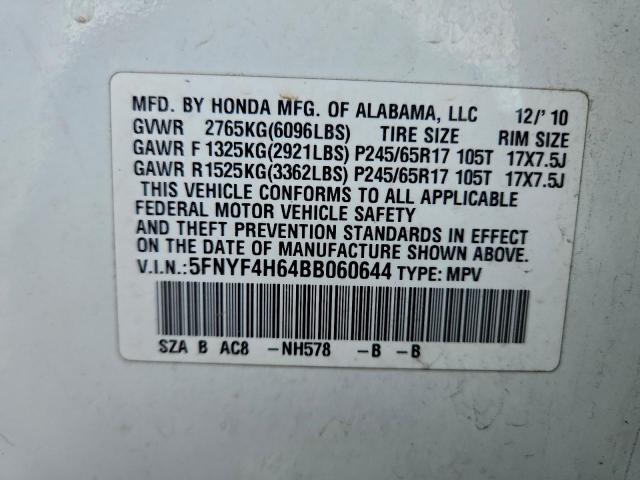 MFD. BY HONDA MFG. OF ALABAMA, LLC 12/' 10
GVWR 2765KG(6096LBS) TIRE SIZE RIM SIZE
GAWR F 1325KG(2921LBS) P245/65R17 105T 17X7.5J
GAWR R1525KG(3362LBS) P245/65R17 105T 17X7.5J
THIS VEHICLE CONFORMS TO ALL APPLICABLE
FEDERAL MOTOR VEHICLE SAFETY
AND THEFT PREVENTION STANDARDS IN EFFECT
ON THE DATE OF MANUFACTURE SHOWN ABOVE.
V.I.N.:5FNYF4H64BB060644 TYPE: MPV
SZA B AC8 -NH578 -B -B